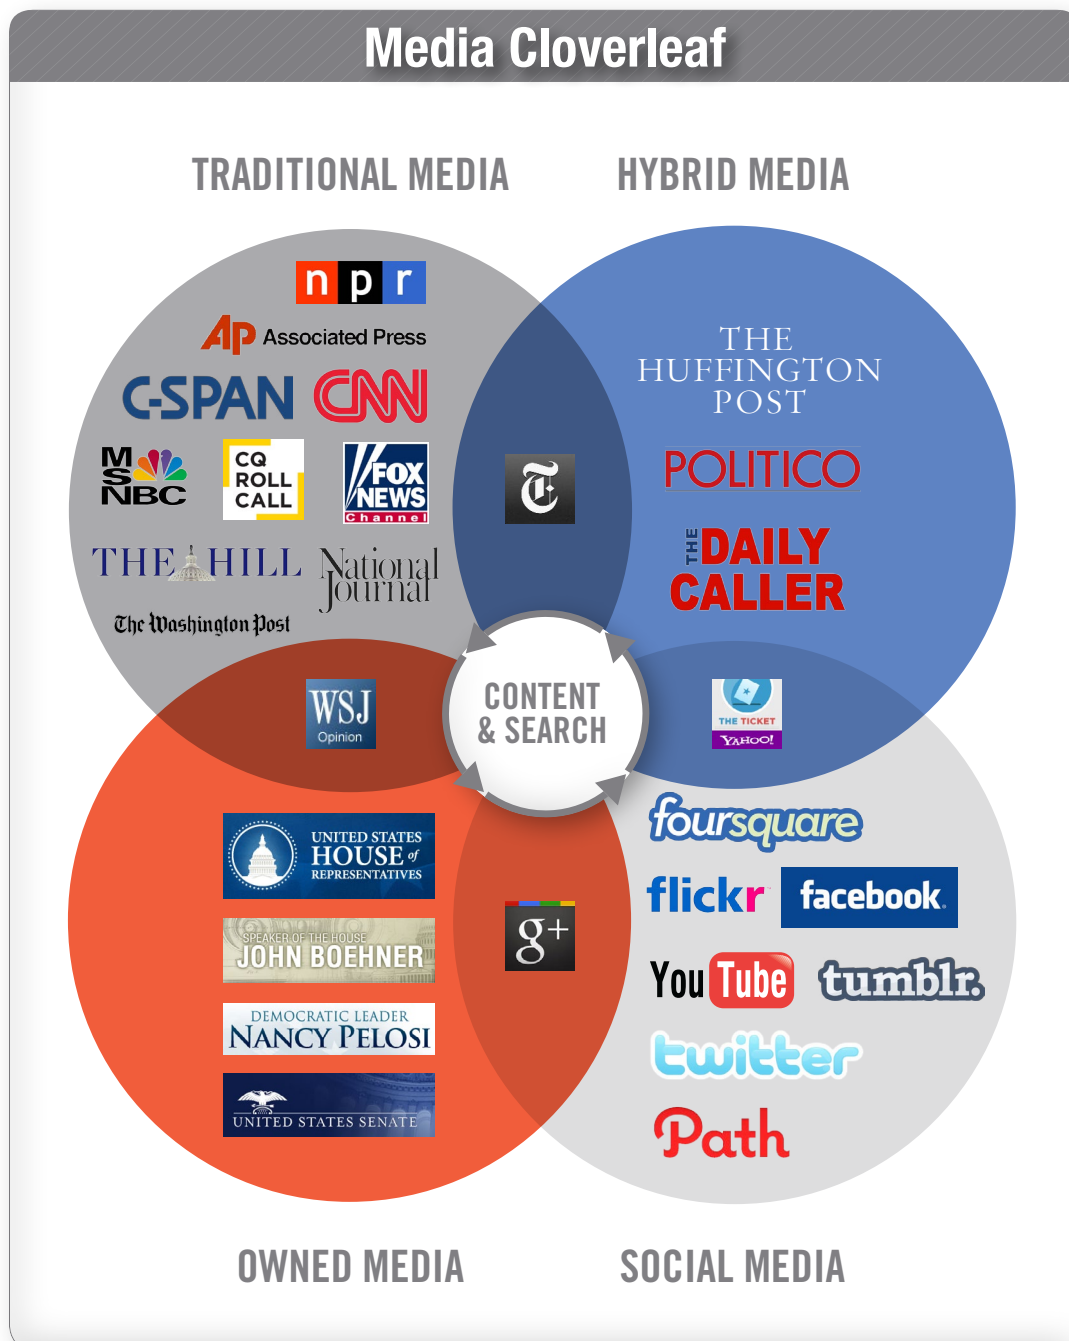 Media Cloverleaf
TRADITIONAL MEDIA
HYBRID MEDIA
n p r
AP Associated Press
C-SPAN
CNN
MSNBC
CQ
ROLL
CALL
FOX
NEWS
Channel
THE HILL
National
Journal
The Washington Post
T
THE
HUFFINGTON
POST
POLITICO
THE DAILY
CALLER
WSJ
Opinion
CONTENT
& SEARCH
THE TICKET
YAHOO!
UNITED STATES
HOUSE of
REPRESENTATIVES
SPEAKER OF THE HOUSE
JOHN BOEHNER
DEMOCRATIC LEADER
NANCY PELOSI
UNITED STATES SENATE
g+
foursquare
flickr
facebook.
You Tube
tumblr.
twitter
Path
OWNED MEDIA
SOCIAL MEDIA